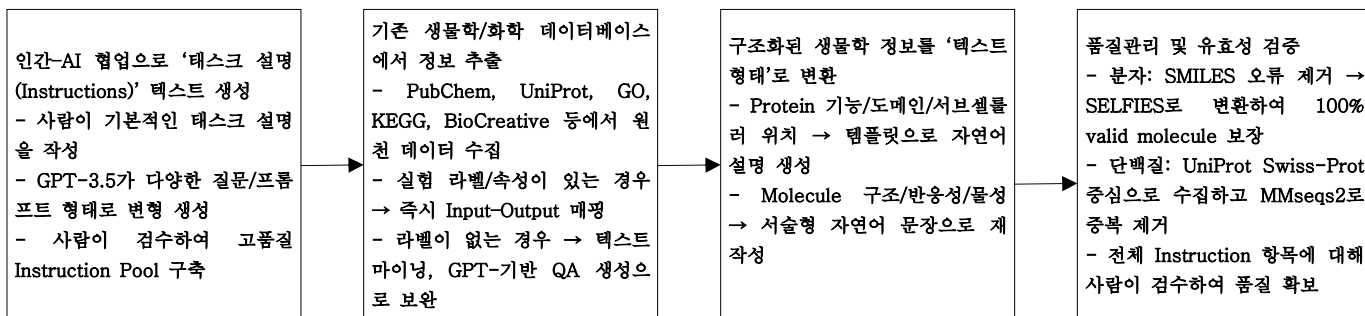 인간-AI 협업으로 '태스크 설명
(Instructions)' 텍스트 생성
- 사람이 기본적인 태스크 설명
을 작성
- GPT-3.5가 다양한 질문/프롬
프트 형태로 변형 생성
- 사람이 검수하여 고품질
Instruction Pool 구축
기존 생물학/화학 데이터베이스
에서 정보 추출
- PubChem, UniProt, GO,
KEGG, BioCreative 등에서 원
천 데이터 수집
- 실험 라벨/속성이 있는 경우
→ 즉시 Input-Output 매핑
- 라벨이 없는 경우 → 텍스트
마이닝, GPT-기반 QA 생성으
로 보완
구조화된 생물학 정보를 '텍스트
형태'로 변환
- Protein 기능/도메인/서브셀룰
러 위치 → 템플릿으로 자연어
설명 생성
- Molecule 구조/반응성/물성
→ 서술형 자연어 문장으로 재
작성
품질관리 및 유효성 검증
- 분자: SMILES 오류 제거 →
SELFIES로 변환하여 100%
valid molecule 보장
- 단백질: UniProt Swiss-Prot
중심으로 수집하고 MMseqs2로
중복 제거
- 전체 Instruction 항목에 대해
사람이 검수하여 품질 확보